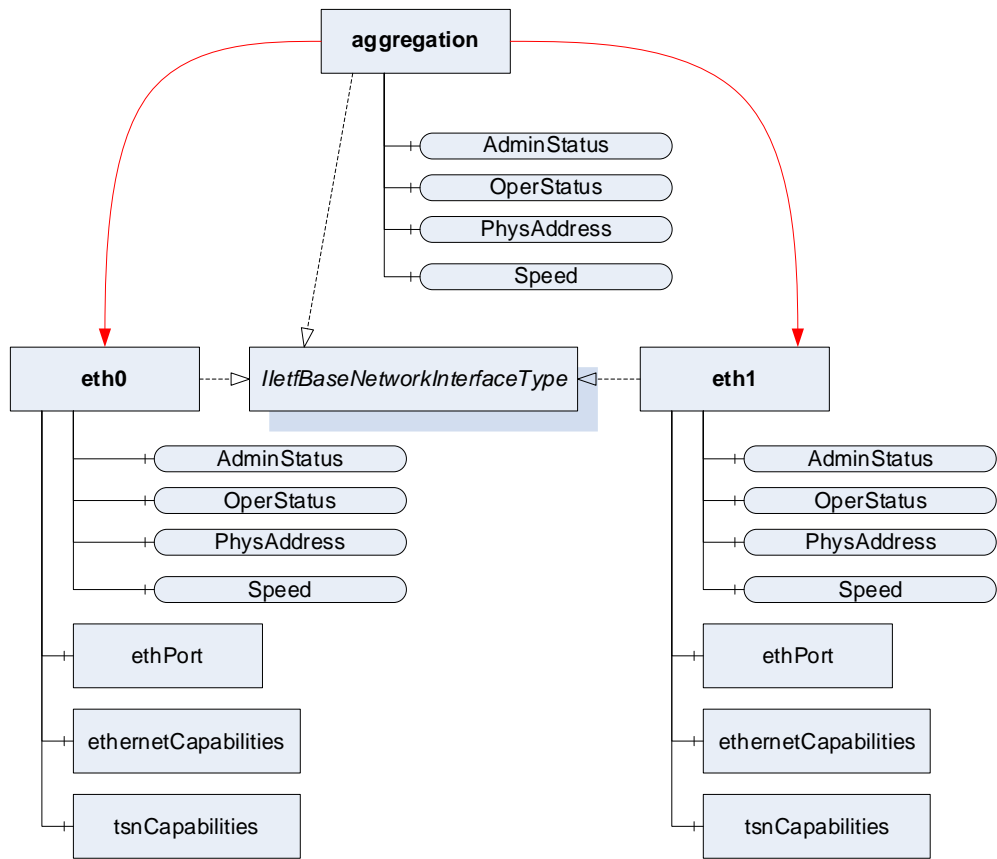 aggregation
AdminStatus
OperStatus
PhysAddress
Speed
eth0
IIetfBaseNetworkInterfaceType
eth1
AdminStatus
OperStatus
PhysAddress
Speed
ethPort
ethernetCapabilities
tsnCapabilities
AdminStatus
OperStatus
PhysAddress
Speed
ethPort
ethernetCapabilities
tsnCapabilities